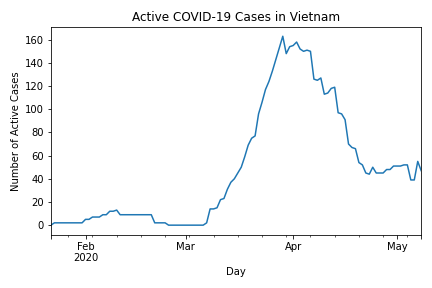 Active COVID-19 Cases in Vietnam
160
140
120
100
80
60
40
20
0
Number of Active Cases
Feb
2020
Mar
Apr
May
Day